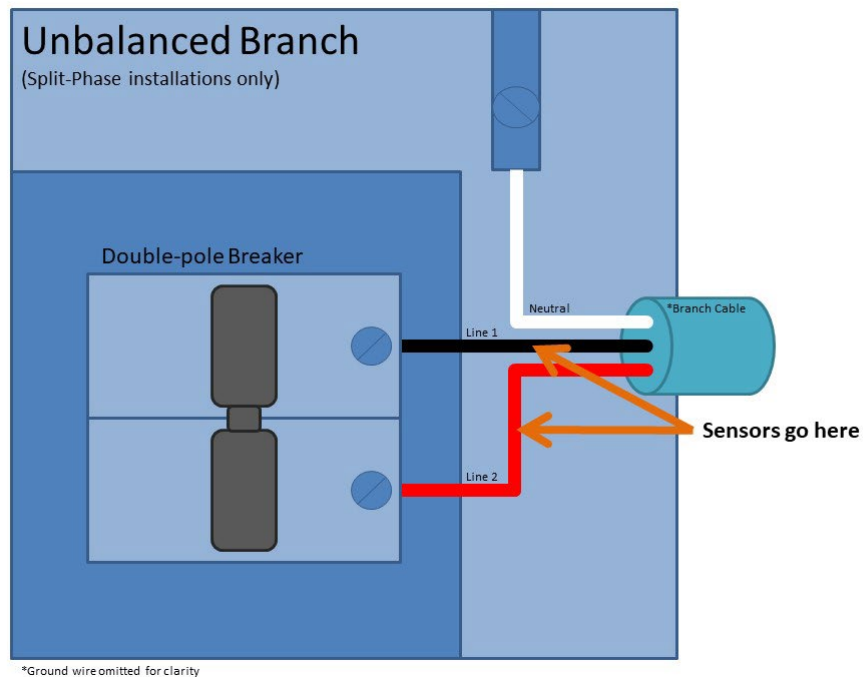 Unbalanced Branch
(Split-Phase installations only)
Double-pole Breaker
Neutral
*Branch Cable
Line 1
Sensors go here
Line 2
*Ground wire omitted for clarity